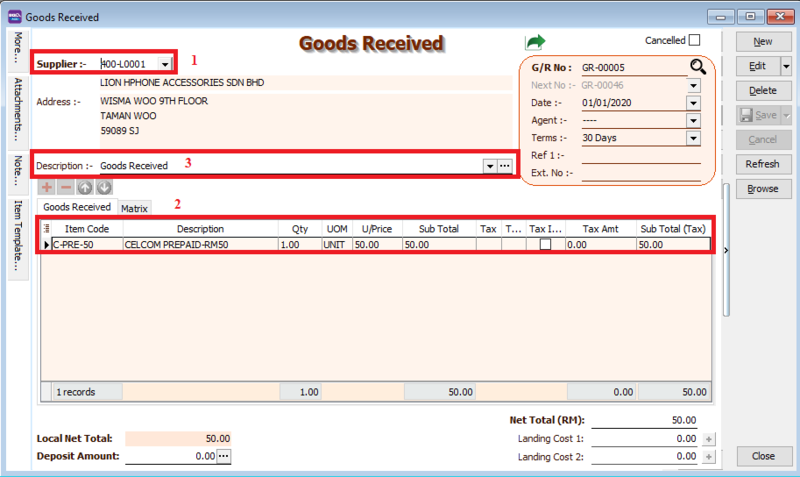 Goods Received
More...
Attachments...
Note...
Item Template...
Goods Received
Cancelled
1
Supplier :- 400-L0001
LION HPHONE ACCESSORIES SDN BHD
Address :- WISMA WOO 9TH FLOOR
TAMAN WOO
59089 SJ
G/R No : GR-00005
Next No :- GR-00046
Date :- 01/01/2020
Agent :- ----
Terms :- 30 Days
Ref 1 :-
Ext. No :-
Description :- Goods Received 3
Goods Received Matrix 2
Item Code Description Qty UOM U/Price Sub Total Tax T... Tax I... Tax Amt Sub Total (Tax)
C-PRE-50 CELCOM PREPAID-RM50 1.00 UNIT 50.00 50.00 0.00 50.00
1 records 1.00 50.00 0.00 50.00
Net Total (RM): 50.00
Local Net Total: 50.00 Landing Cost 1: 0.00
Deposit Amount: 0.00 Landing Cost 2: 0.00
New
Edit
Delete
Save
Cancel
Refresh
Browse
Close